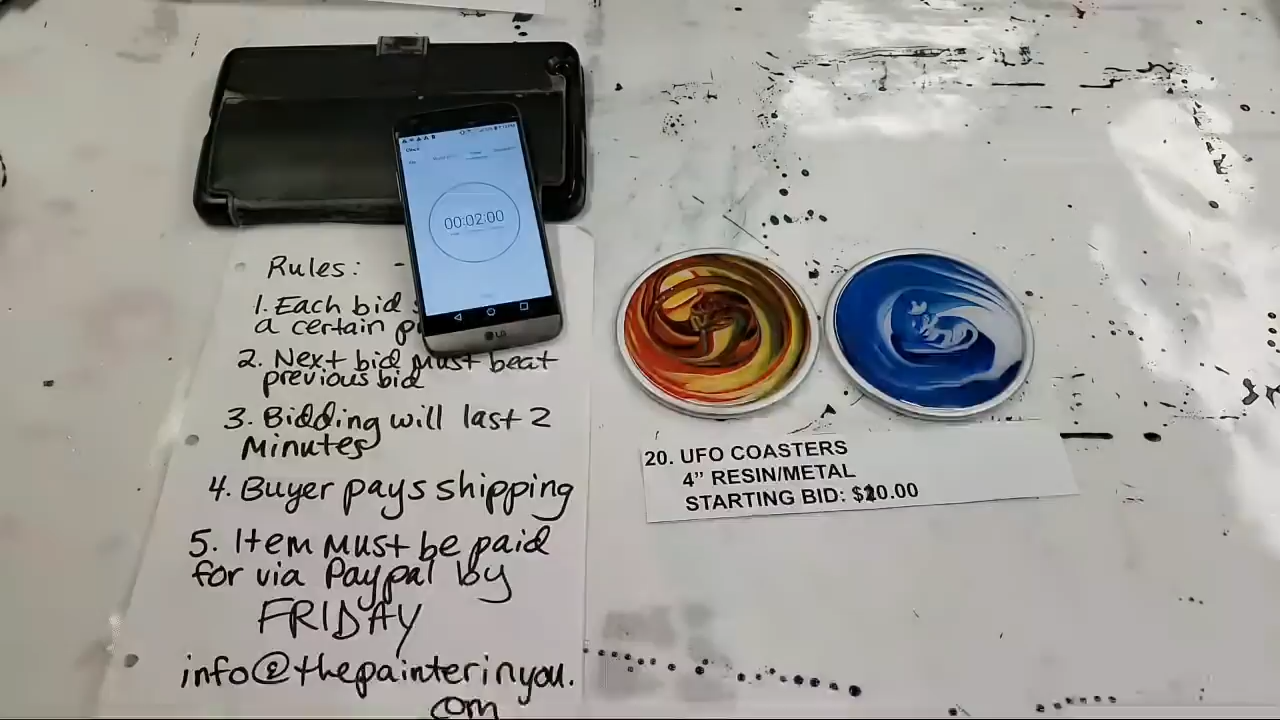 00:02:00
LG
Rules:
1. Each bid
a certain
2. Next bid must beat
previous bid
3. Bidding will last 2
Minutes
4. Buyer pays shipping
5. Item must be paid
for via Paypal by
FRIDAY
info@thepainterinyou.
com
20. UFO COASTERS
4” RESIN/METAL
STARTING BID: